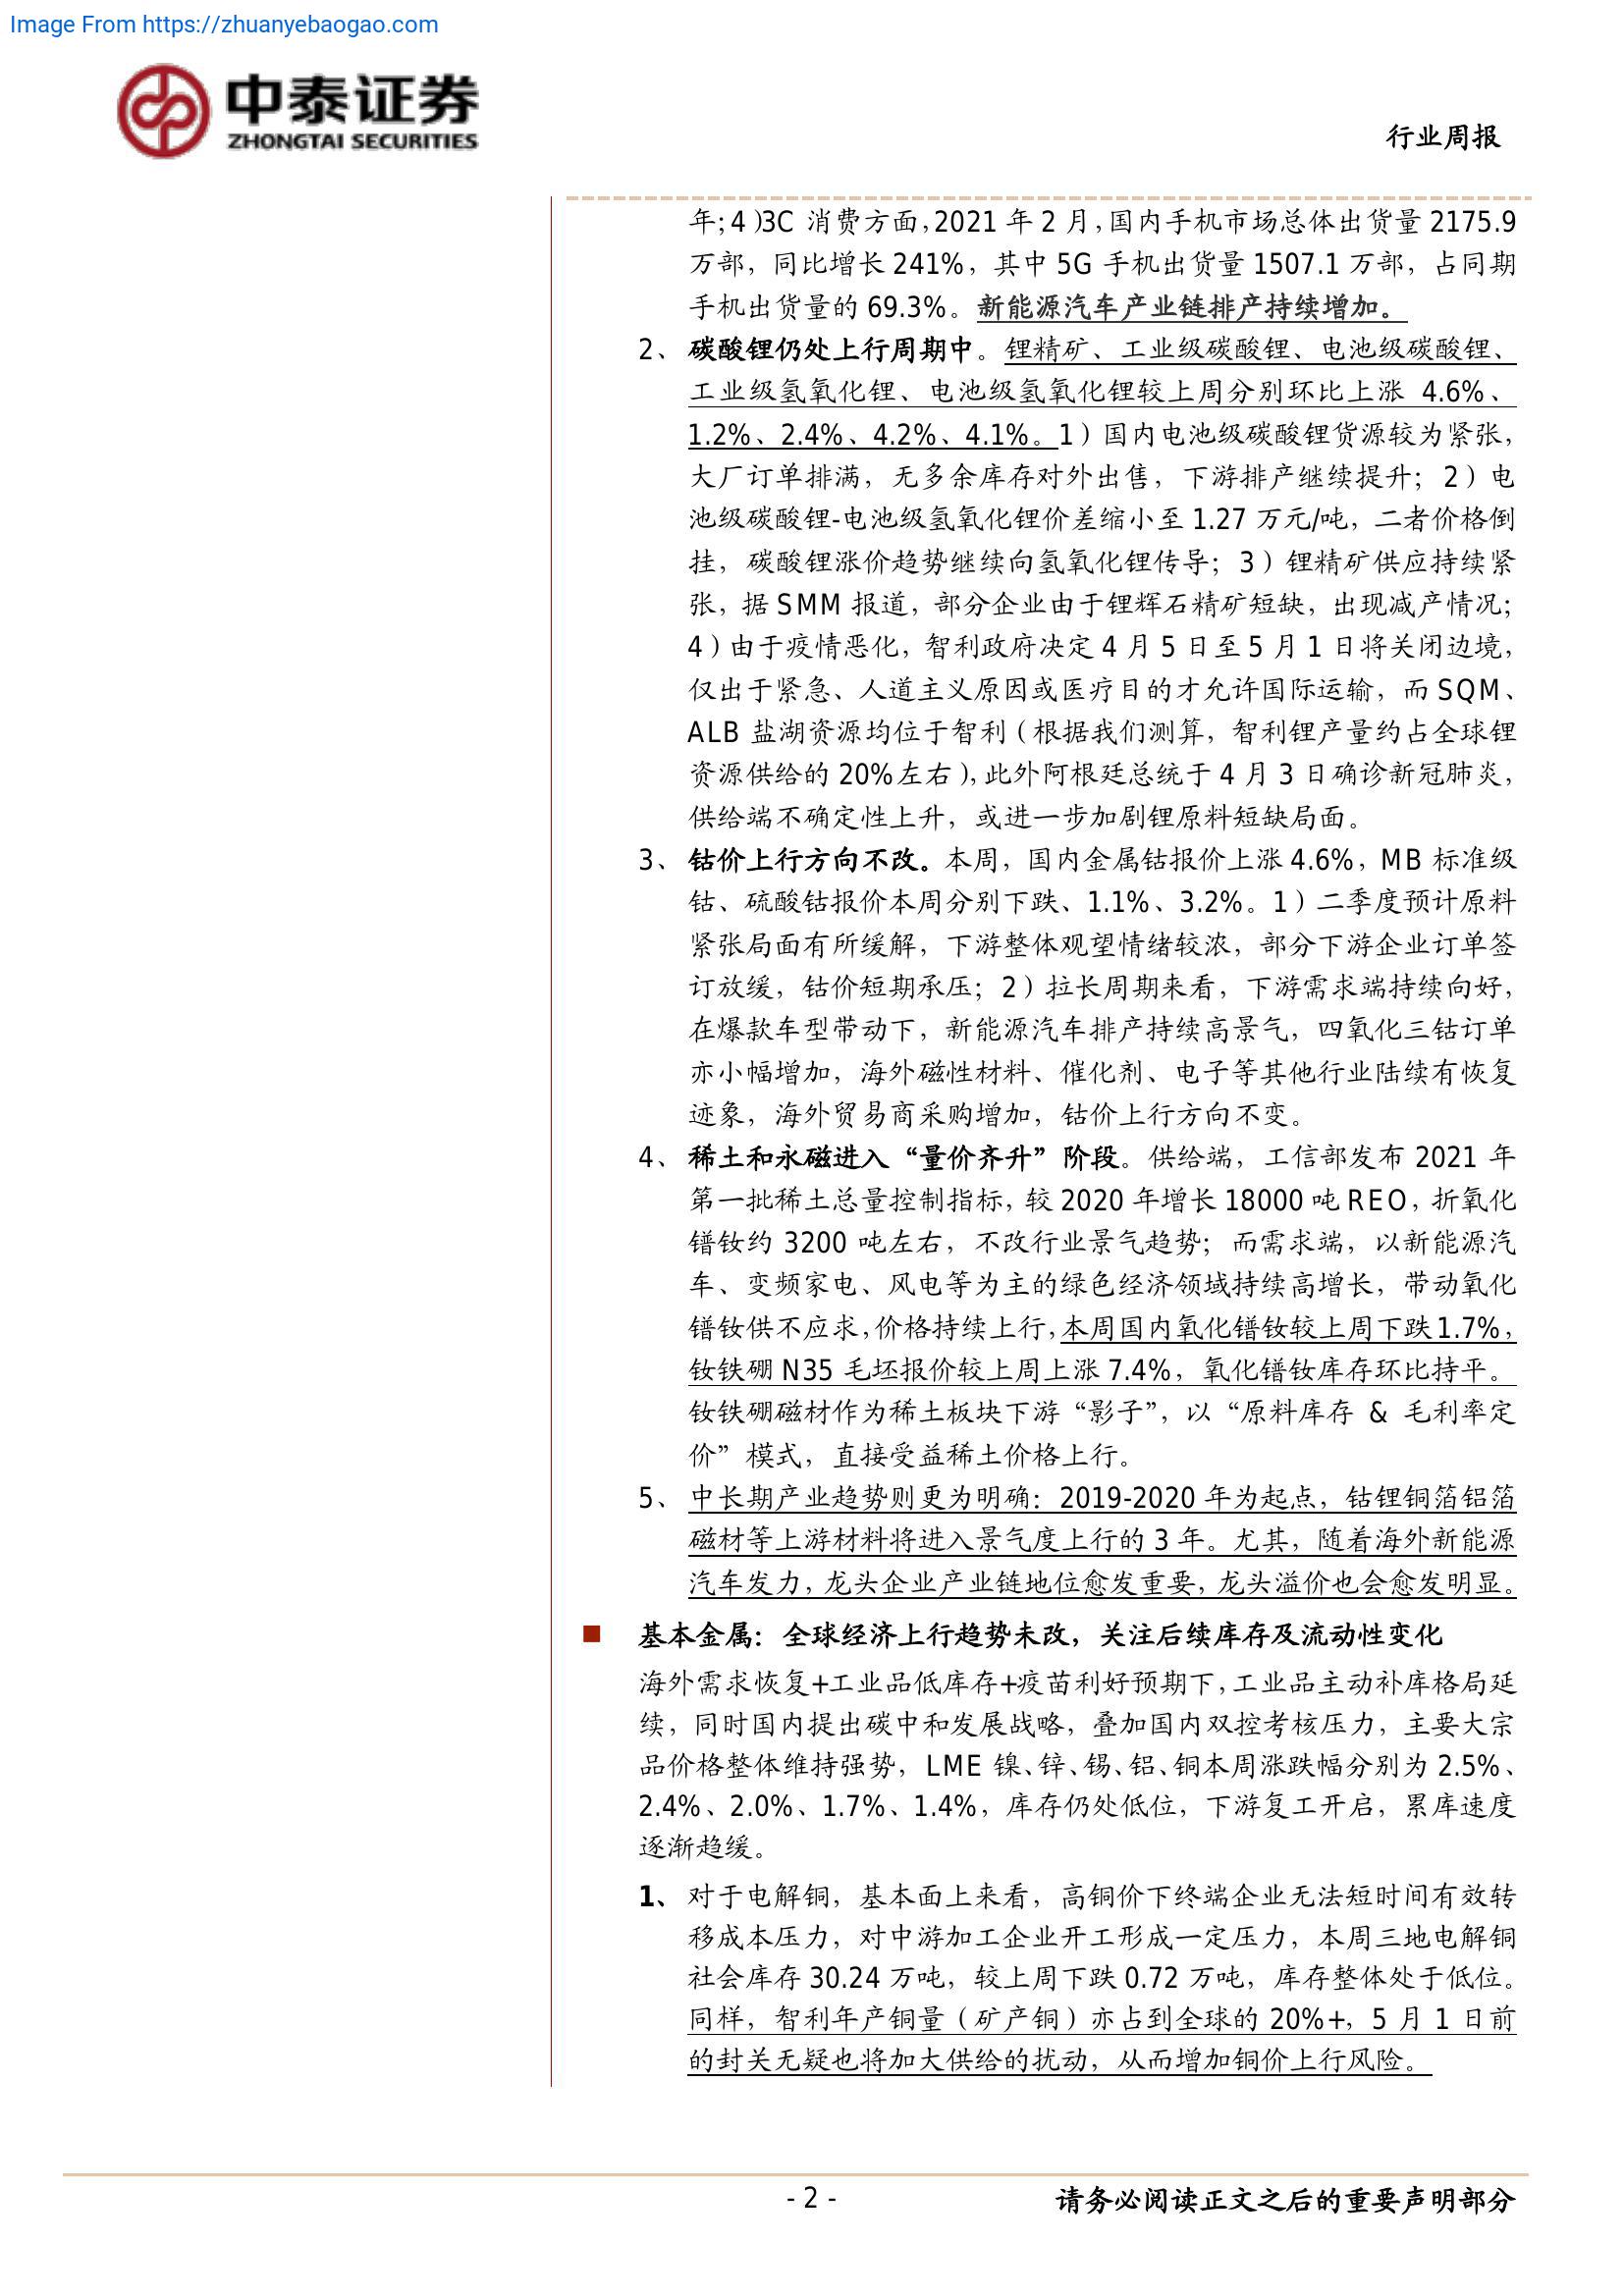 Image From https://zhuanyebaogao.com
中泰证券
ZHONGTAI SECURITIES
行业周报
年；4）3C 消费方面，2021 年 2 月，国内手机市场总体出货量 2175.9
万部，同比增长 241%，其中 5G 手机出货量 1507.1 万部，占同期
手机出货量的 69.3%。新能源汽车产业链排产持续增加。
2、碳酸锂仍处上行周期中。锂精矿、工业级碳酸锂、电池级碳酸锂、
工业级氢氧化锂、电池级氢氧化锂较上周分别环比上涨 4.6%、
1.2%、2.4%、4.2%、4.1%。1）国内电池级碳酸锂货源较为紧张，
大厂订单排满，无多余库存对外出售，下游排产继续提升；2）电
池级碳酸锂-电池级氢氧化锂价差缩小至 1.27 万元/吨，二者价格倒
挂，碳酸锂涨价趋势继续向氢氧化锂传导；3）锂精矿供应持续紧
张，据 SMM 报道，部分企业由于锂辉石精矿短缺，出现减产情况；
4）由于疫情恶化，智利政府决定 4 月 5 日至 5 月 1 日将关闭边境，
仅出于紧急、人道主义原因或医疗目的才允许国际运输，而 SQM、
ALB 盐湖资源均位于智利（根据我们测算，智利锂产量约占全球锂
资源供给的 20%左右），此外阿根廷总统于 4 月 3 日确诊新冠肺炎，
供给端不确定性上升，或进一步加剧锂原料短缺局面。
3、钴价上行方向不改。本周，国内金属钴报价上涨 4.6%，MB 标准级
钴、硫酸钴报价本周分别下跌、1.1%、3.2%。1）二季度预计原料
紧张局面有所缓解，下游整体观望情绪较浓，部分下游企业订单签
订放缓，钴价短期承压；2）拉长周期来看，下游需求端持续向好，
在爆款车型带动下，新能源汽车排产持续高景气，四氧化三钴订单
亦小幅增加，海外磁性材料、催化剂、电子等其他行业陆续有恢复
迹象，海外贸易商采购增加，钴价上行方向不变。
4、稀土和永磁进入“量价齐升”阶段。供给端，工信部发布 2021 年
第一批稀土总量控制指标，较 2020 年增长 18000 吨 REO，折氧化
镨钕约 3200 吨左右，不改行业景气趋势；而需求端，以新能源汽
车、变频家电、风电等为主的绿色经济领域持续高增长，带动氧化
镨钕供不应求，价格持续上行，本周国内氧化镨钕较上周下跌 1.7%，
钕铁硼 N35 毛坯报价较上周上涨 7.4%，氧化镨钕库存环比持平。
钕铁硼磁材作为稀土板块下游“影子”，以“原料库存 & 毛利率定
价”模式，直接受益稀土价格上行。
5、中长期产业趋势则更为明确：2019-2020 年为起点，钴锂铜箔铝箔
磁材等上游材料将进入景气度上行的 3 年。尤其，随着海外新能源
汽车发力，龙头企业产业链地位愈发重要，龙头溢价也会愈发明显。
■ 基本金属：全球经济上行趋势未改，关注后续库存及流动性变化
海外需求恢复+工业品低库存+疫苗利好预期下，工业品主动补库格局延
续，同时国内提出碳中和发展战略，叠加国内双控考核压力，主要大宗
品价格整体维持强势，LME 镍、锌、锡、铝、铜本周涨跌幅分别为 2.5%、
2.4%、2.0%、1.7%、1.4%，库存仍处低位，下游复工开启，累库速度
逐渐趋缓。
1、对于电解铜，基本面上来看，高铜价下终端企业无法短时间有效转
移成本压力，对中游加工企业开工形成一定压力，本周三地电解铜
社会库存 30.24 万吨，较上周下跌 0.72 万吨，库存整体处于低位。
同样，智利年产铜量（矿产铜）亦占到全球的 20%+，5 月 1 日前
的封关无疑也将加大供给的扰动，从而增加铜价上行风险。
- 2 -
请务必阅读正文之后的重要声明部分